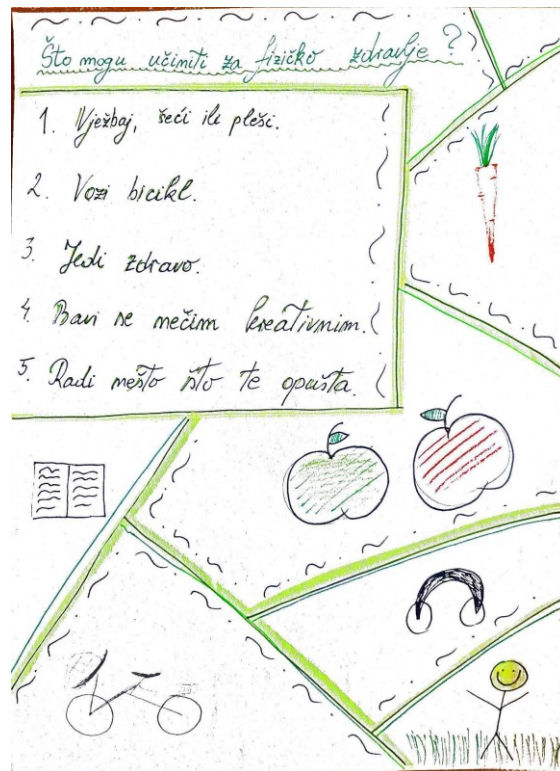 Što mogu učiniti za fizičko zdravlje?
1. Vježbaj, šeći ili pleši.
2. Vozi bicikl.
3. Jedi zdravo.
4. Bavi se nečim kreativnim.
5. Radi nešto što te opušta.